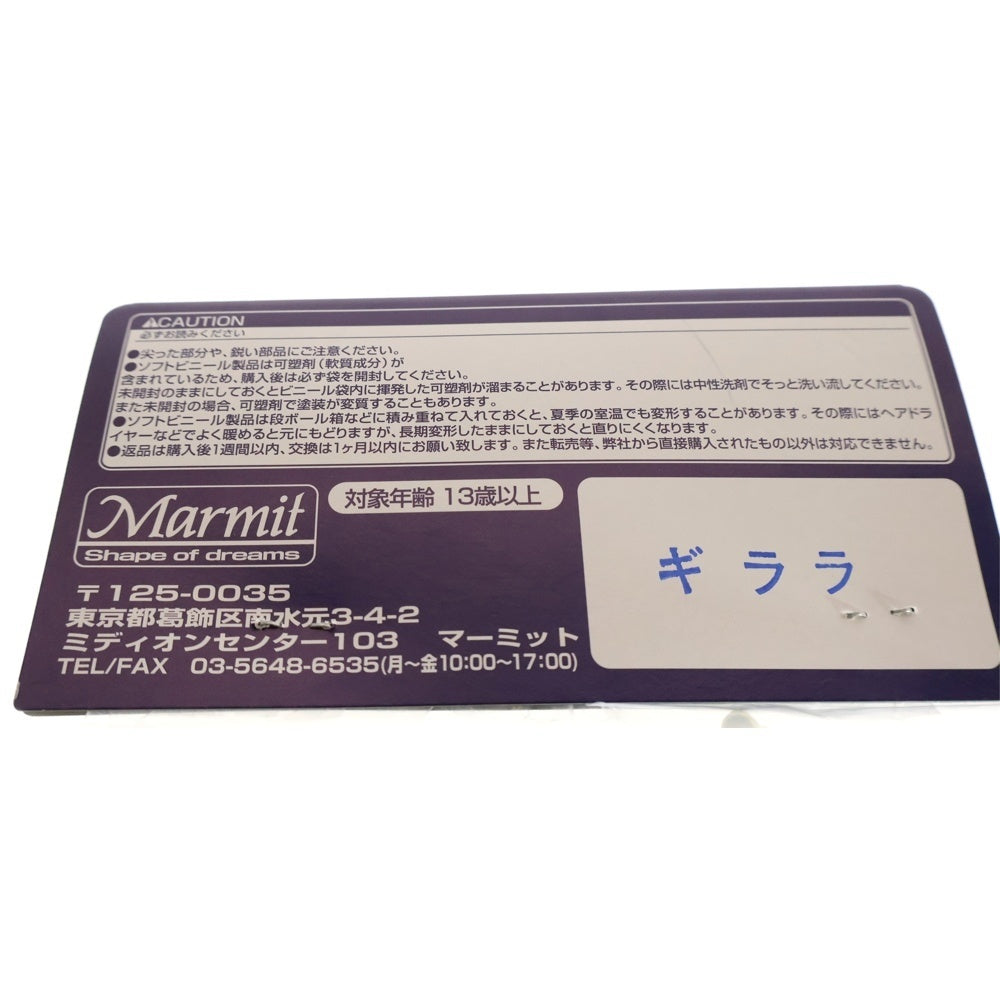 ⚠CAUTION
必ずお読みください
●尖った部分や、鋭い部品にご注意ください。
●ソフトビニール製品は可塑剤（軟質成分）が
含まれているため、購入後は必ず袋を開封してください。
未開封のままにしておくとビニール袋内に揮発した可塑剤が溜まることがあります。その際には中性洗剤でそっと洗い流してください。
また未開封の場合、可塑剤で塗装が変質することもあります。
●ソフトビニール製品は段ボール箱などに積み重ねて入れておくと、夏季の室温でも変形することがあります。その際にはヘアドラ
イヤーなどでよく暖めると元にもどりますが、長期変形したままにしておくと直りにくくなります。
●返品は購入後1週間以内、交換は1ヶ月以内にお願い致します。また転売等、弊社から直接購入されたもの以外は対応できません。
Marmit
Shape of dreams
対象年齢 13歳以上
ギララ
〒125-0035
東京都葛飾区南水元3-4-2
ミディオンセンター103 マーミット
TEL/FAX 03-5648-6535(月〜金10:00〜17:00)